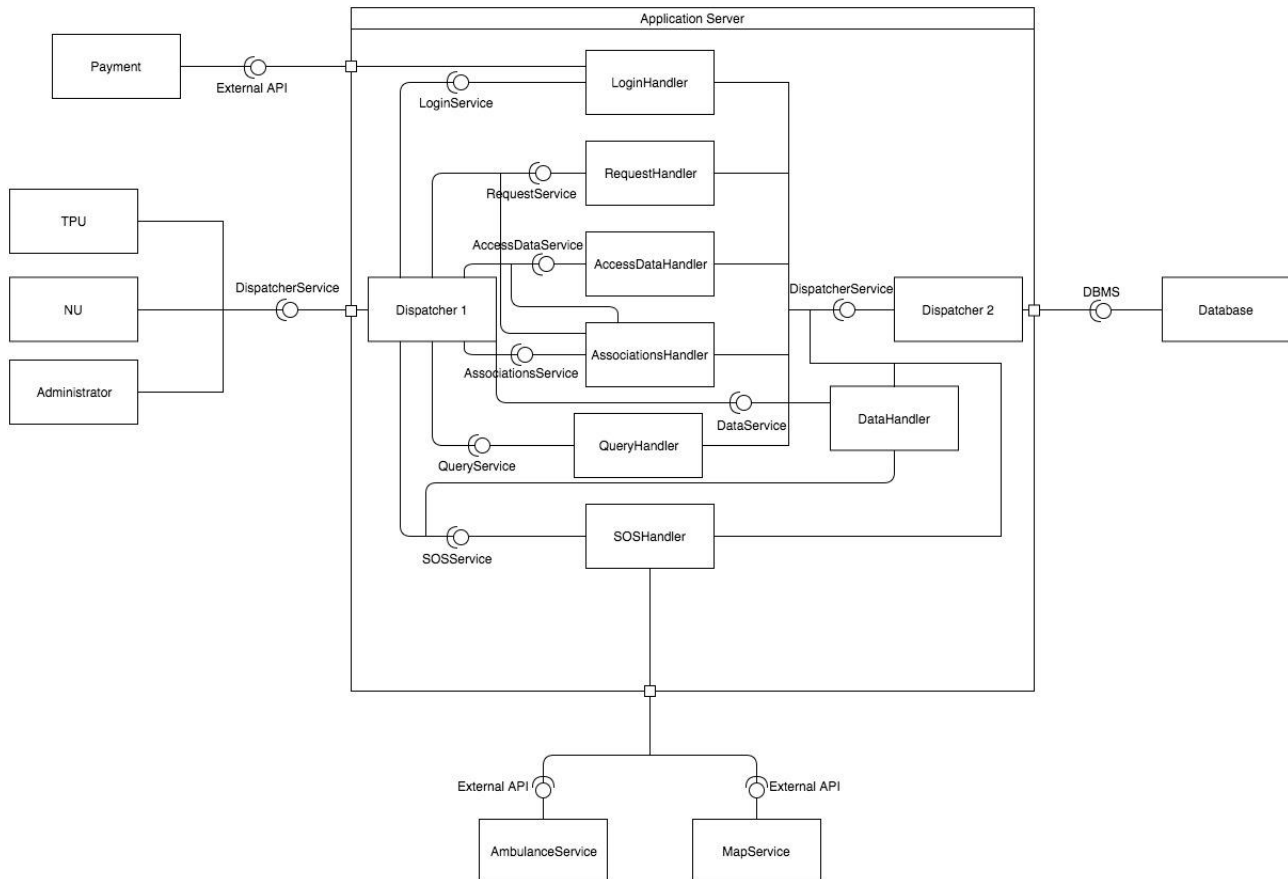 Application Server
Payment
External API
LoginService
LoginHandler
RequestService
RequestHandler
TPU
AccessDataService
AccessDataHandler
NU
DispatcherService
Dispatcher 1
DispatcherService
Dispatcher 2
DBMS
Database
AssociationsService
AssociationsHandler
Administrator
DataService
DataHandler
QueryService
QueryHandler
SOSService
SOSHandler
External API
External API
AmbulanceService
MapService